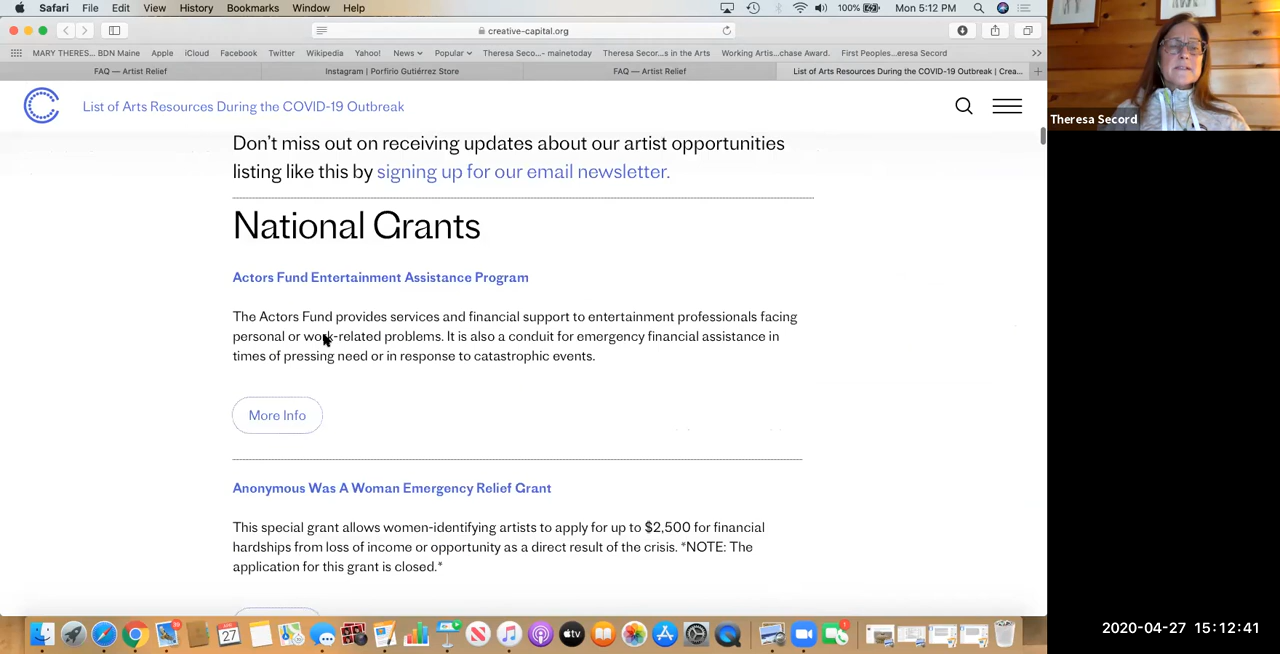 Safari File Edit View History Bookmarks Window Help 100% Mon 5:12 PM
creative-capital.org
MARY THERES... BDN Maine Apple iCloud Facebook Twitter Wikipedia Yahoo! News Popular Theresa Seco...- mainetoday Theresa Secor...s in the Arts Working Artis...chase Award. First Peoples...eresa Secord
FAQ — Artist Relief Instagram | Porfirio Gutiérrez Store FAQ — Artist Relief List of Arts Resources During the COVID-19 Outbreak | Crea...
List of Arts Resources During the COVID-19 Outbreak
Theresa Secord
Don't miss out on receiving updates about our artist opportunities
listing like this by signing up for our email newsletter.
National Grants
Actors Fund Entertainment Assistance Program
The Actors Fund provides services and financial support to entertainment professionals facing
personal or work-related problems. It is also a conduit for emergency financial assistance in
times of pressing need or in response to catastrophic events.
More Info
Anonymous Was A Woman Emergency Relief Grant
This special grant allows women-identifying artists to apply for up to $2,500 for financial
hardships from loss of income or opportunity as a direct result of the crisis. *NOTE: The
application for this grant is closed.*
27
tv
2020-04-27 15:12:41